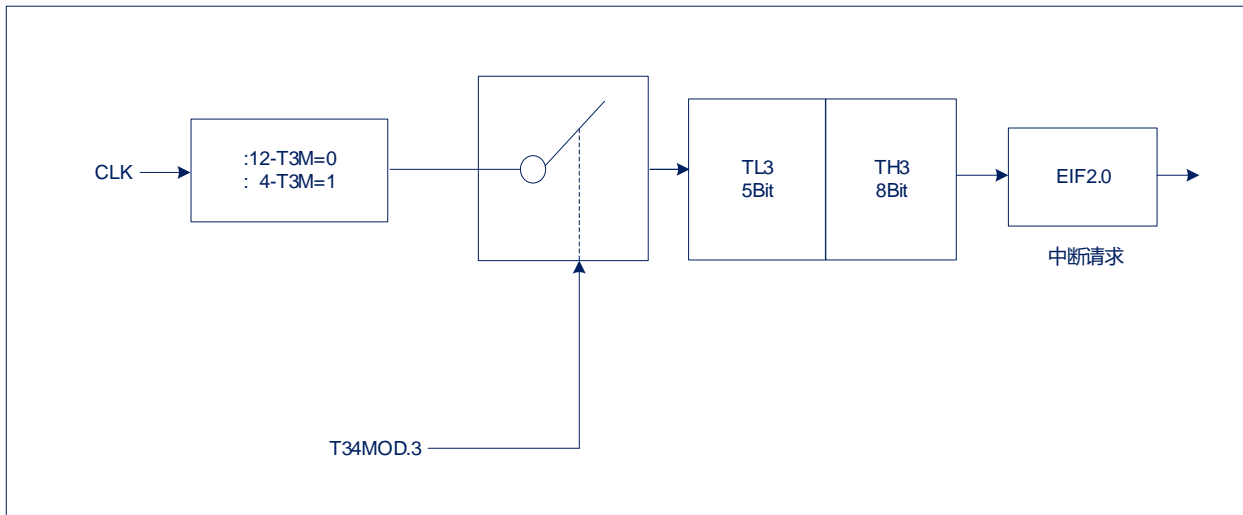 CLK
:12-T3M=0
: 4-T3M=1
TL3
5Bit
TH3
8Bit
EIF2.0
中断请求
T34MOD.3